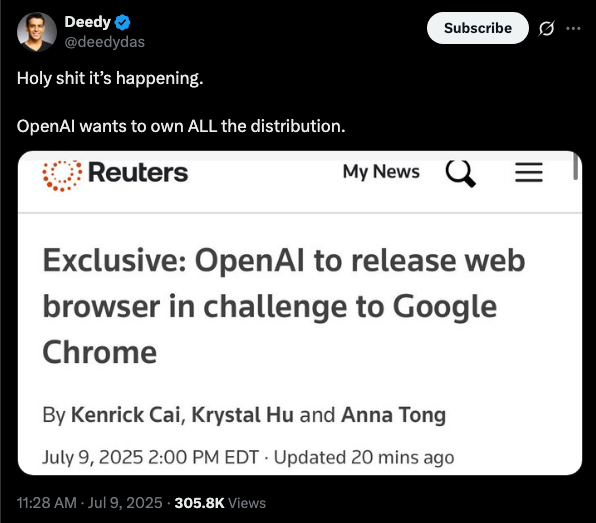 Deedy
@deedydas
Subscribe
Holy shit it’s happening.
OpenAI wants to own ALL the distribution.
Reuters
My News
Exclusive: OpenAI to release web
browser in challenge to Google
Chrome
By Kenrick Cai, Krystal Hu and Anna Tong
July 9, 2025 2:00 PM EDT · Updated 20 mins ago
11:28 AM · Jul 9, 2025 · 305.8K Views